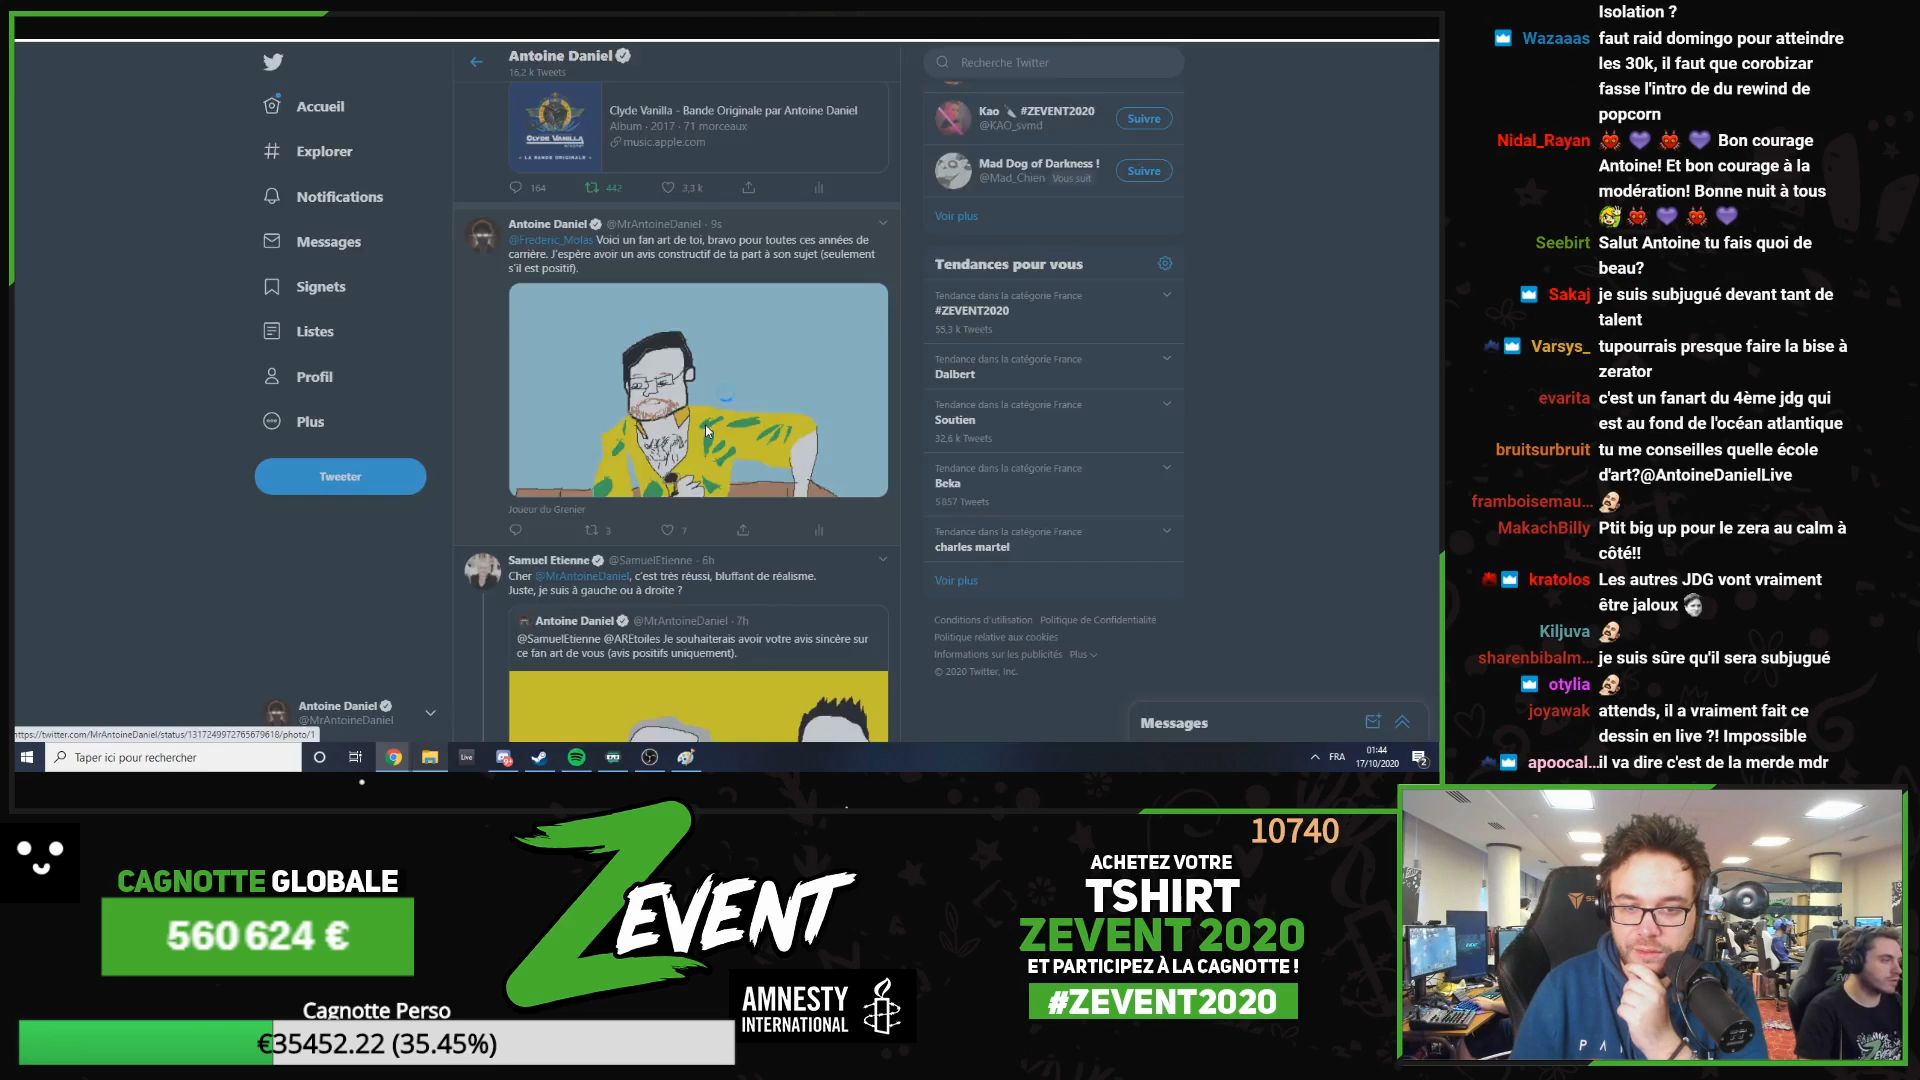 Antoine Daniel
16,2 k Tweets
Accueil
Explorer
Notifications
Messages
Signets
Listes
Profil
Plus
Tweeter
Antoine Daniel
@MrAntoineDaniel
CLYDE VANILLA
• LA BANDE ORIGINALE •
Clyde Vanilla - Bande Originale par Antoine Daniel
Album · 2017 · 71 morceaux
music.apple.com
164 442 3,3 k
Antoine Daniel @MrAntoineDaniel · 9s
@Frederic_Molas Voici un fan art de toi, bravo pour toutes ces années de
carrière. J'espère avoir un avis constructif de ta part à son sujet (seulement
s'il est positif).
Joueur du Grenier
3 7
Samuel Etienne @SamuelEtienne · 6h
Cher @MrAntoineDaniel, c'est très réussi, bluffant de réalisme.
Juste, je suis à gauche ou à droite ?
Antoine Daniel @MrAntoineDaniel · 7h
@SamuelEtienne @AREtoiles Je souhaiterais avoir votre avis sincère sur
ce fan art de vous (avis positifs uniquement).
Recherche Twitter
Kao #ZEVENT2020
@KAO_svmd
Suivre
Mad Dog of Darkness !
@Mad_Chien Vous suit
Suivre
Voir plus
Tendances pour vous
Tendance dans la catégorie France
#ZEVENT2020
55,3 k Tweets
Tendance dans la catégorie France
Dalbert
Tendance dans la catégorie France
Soutien
32,6 k Tweets
Tendance dans la catégorie France
Beka
5 857 Tweets
Tendance dans la catégorie France
charles martel
Voir plus
Conditions d'utilisation Politique de Confidentialité
Politique relative aux cookies
Informations sur les publicités Plus
© 2020 Twitter, Inc.
Messages
https://twitter.com/MrAntoineDaniel/status/1317249972765679618/photo/1
Taper ici pour rechercher
Live
FRA
01:44
17/10/2020
2
Isolation ?
Wazaaas faut raid domingo pour atteindre
les 30k, il faut que corobizar
fasse l'intro de du rewind de
popcorn
Nidal_Rayan Bon courage
Antoine! Et bon courage à la
modération! Bonne nuit à tous
Seebirt Salut Antoine tu fais quoi de
beau?
Sakaj je suis subjugué devant tant de
talent
Varsys_ tupourrais presque faire la bise à
zerator
evarita c'est un fanart du 4ème jdg qui
est au fond de l'océan atlantique
bruitsurbruit tu me conseilles quelle école
d'art?@AntoineDanielLive
framboisemau...
MakachBilly Ptit big up pour le zera au calm à
côté!!
kratolos Les autres JDG vont vraiment
être jaloux
Kiljuva
sharenbibalm... je suis sûre qu'il sera subjugué
otylia
joyawak attends, il a vraiment fait ce
dessin en live ?! Impossible
apoocal... il va dire c'est de la merde mdr
CAGNOTTE GLOBALE
560 624 €
Cagnotte Perso
€35452.22 (35.45%)
ZEVENT
AMNESTY
INTERNATIONAL
10740
ACHETEZ VOTRE
TSHIRT
ZEVENT 2020
ET PARTICIPEZ À LA CAGNOTTE !
#ZEVENT2020